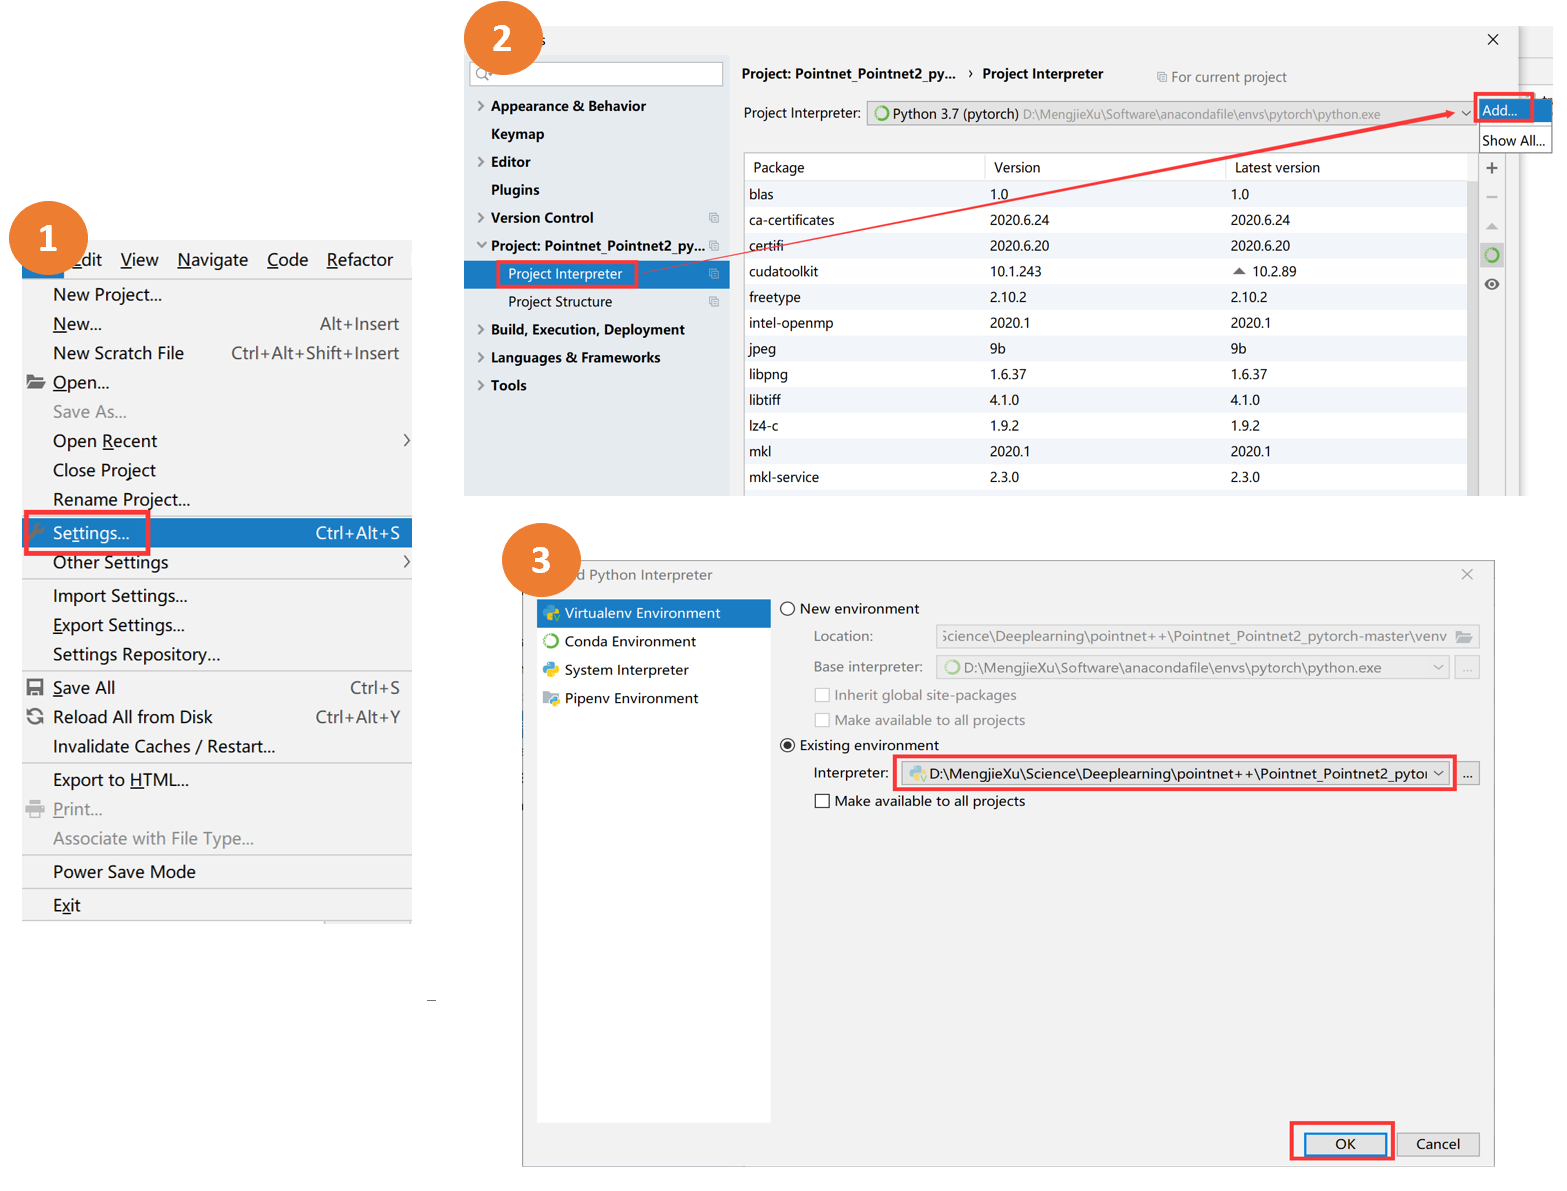 1
Edit View Navigate Code Refactor
New Project...
New... Alt+Insert
New Scratch File Ctrl+Alt+Shift+Insert
Open...
Save As...
Open Recent
Close Project
Rename Project...
Settings... Ctrl+Alt+S
Other Settings
Import Settings...
Export Settings...
Settings Repository...
Save All Ctrl+S
Reload All from Disk Ctrl+Alt+Y
Invalidate Caches / Restart...
Export to HTML...
Print...
Associate with File Type...
Power Save Mode
Exit
2
Appearance & Behavior
Keymap
Editor
Plugins
Version Control
Project: Pointnet_Pointnet2_py...
Project Interpreter
Project Structure
Build, Execution, Deployment
Languages & Frameworks
Tools
Project: Pointnet_Pointnet2_py... › Project Interpreter For current project
Project Interpreter: Python 3.7 (pytorch) D:\MengjieXu\Software\anacondafile\envs\pytorch\python.exe
Add...
Show All...
Package Version Latest version
blas 1.0 1.0
ca-certificates 2020.6.24 2020.6.24
certifi 2020.6.20 2020.6.20
cudatoolkit 10.1.243 10.2.89
freetype 2.10.2 2.10.2
intel-openmp 2020.1 2020.1
jpeg 9b 9b
libpng 1.6.37 1.6.37
libtiff 4.1.0 4.1.0
lz4-c 1.9.2 1.9.2
mkl 2020.1 2020.1
mkl-service 2.3.0 2.3.0
3
d Python Interpreter
Virtualenv Environment
Conda Environment
System Interpreter
Pipenv Environment
New environment
Location: Science\Deeplearning\pointnet++\Pointnet_Pointnet2_pytorch-master\venv
Base interpreter: D:\MengjieXu\Software\anacondafile\envs\pytorch\python.exe ...
Inherit global site-packages
Make available to all projects
Existing environment
Interpreter: D:\MengjieXu\Science\Deeplearning\pointnet++\Pointnet_Pointnet2_pytor ...
Make available to all projects
OK Cancel